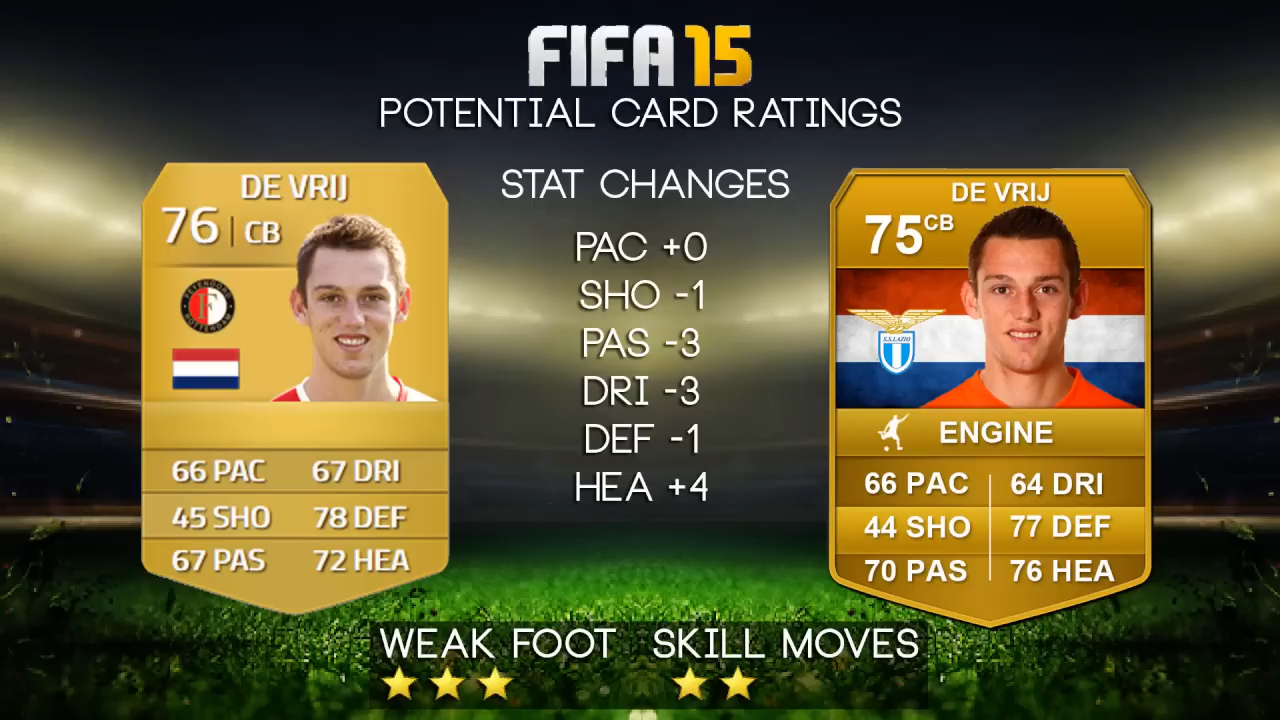 FIFA 15
POTENTIAL CARD RATINGS
DE VRIJ
76 | CB
66 PAC 67 DRI
45 SHO 78 DEF
67 PAS 72 HEA
STAT CHANGES
PAC +0
SHO -1
PAS -3
DRI -3
DEF -1
HEA +4
DE VRIJ
75 CB
S.S.LAZIO
ENGINE
66 PAC 64 DRI
44 SHO 77 DEF
70 PAS 76 HEA
WEAK FOOT SKILL MOVES